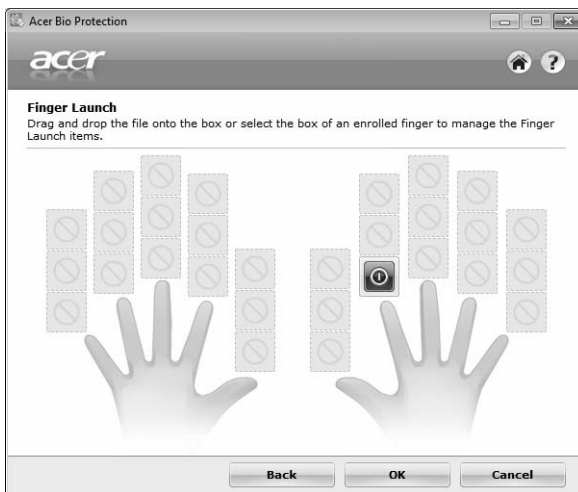 Acer Bio Protection
acer
Finger Launch
Drag and drop the file onto the box or select the box of an enrolled finger to manage the Finger
Launch items.
Back
OK
Cancel